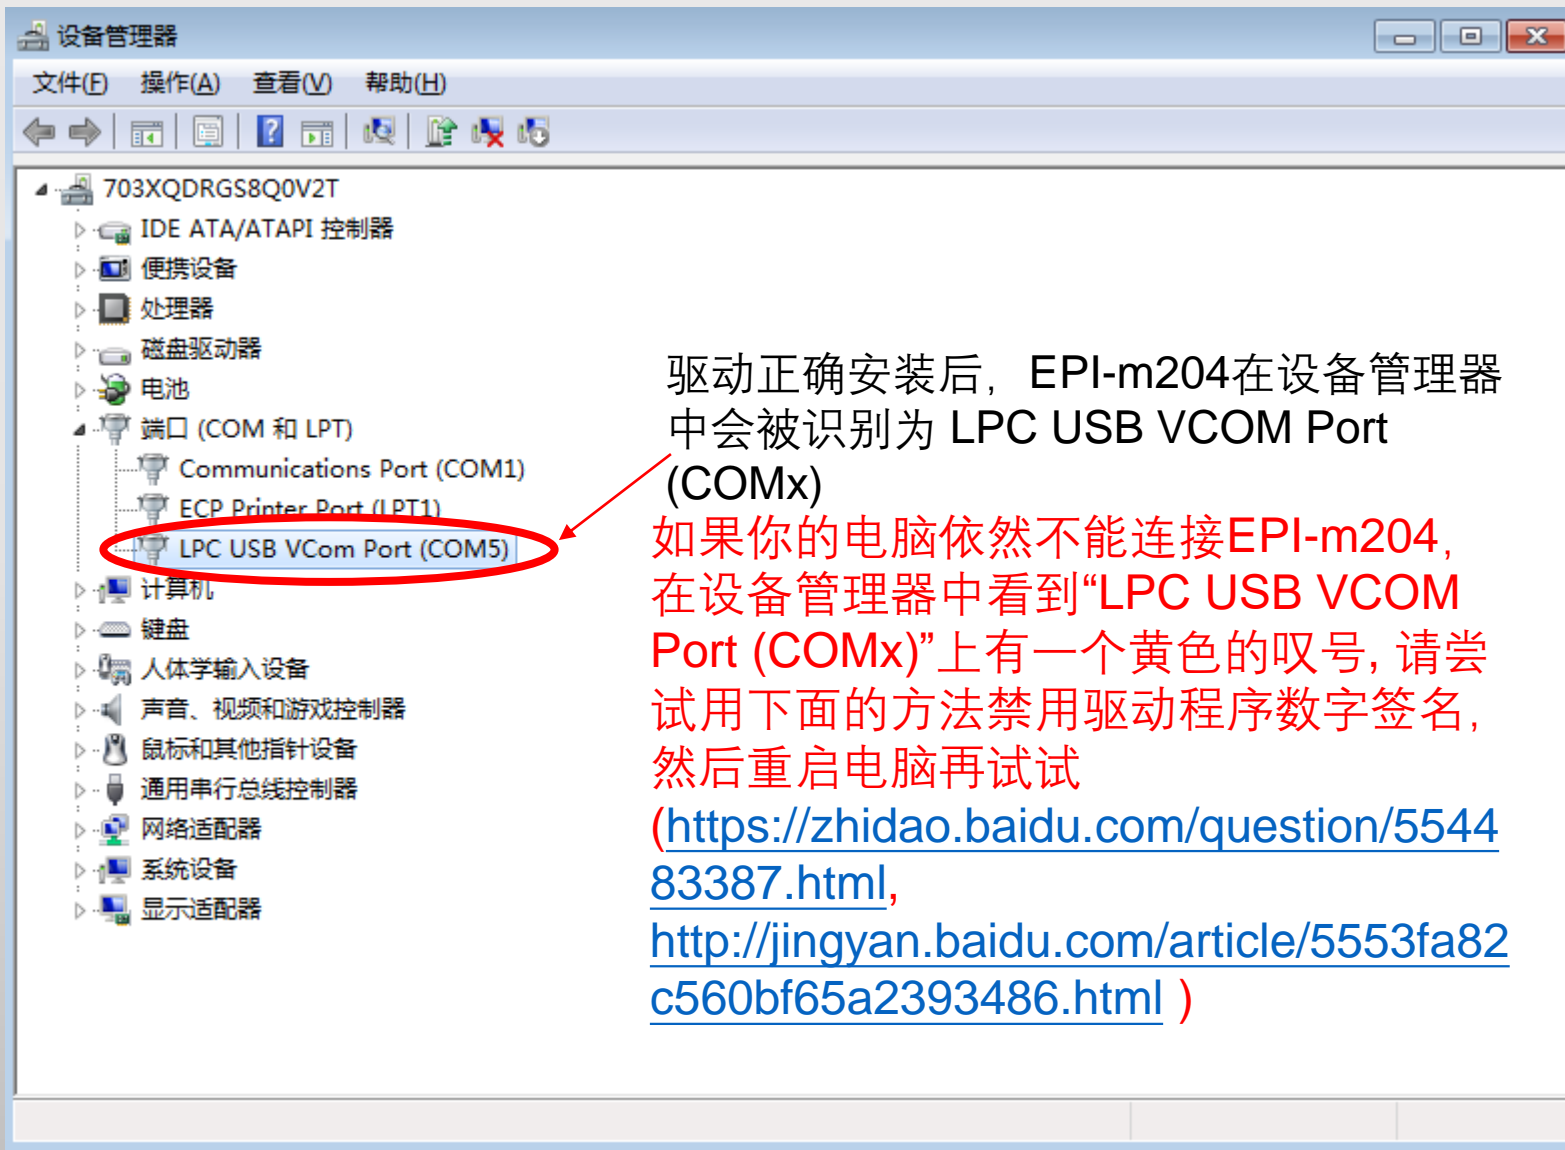 设备管理器
文件(F) 操作(A) 查看(V) 帮助(H)
703XQDRGS8Q0V2T
IDE ATA/ATAPI 控制器
便携设备
处理器
磁盘驱动器
电池
端口 (COM 和 LPT)
Communications Port (COM1)
ECP Printer Port (LPT1)
LPC USB VCom Port (COM5)
计算机
键盘
人体学输入设备
声音、视频和游戏控制器
鼠标和其他指针设备
通用串行总线控制器
网络适配器
系统设备
显示适配器
驱动正确安装后，EPI-m204在设备管理器
中会被识别为 LPC USB VCOM Port
(COMx)
如果你的电脑依然不能连接EPI-m204,
在设备管理器中看到“LPC USB VCOM
Port (COMx)”上有一个黄色的叹号, 请尝
试用下面的方法禁用驱动程序数字签名,
然后重启电脑再试试
(https://zhidao.baidu.com/question/5544
83387.html,
http://jingyan.baidu.com/article/5553fa82
c560bf65a2393486.html )